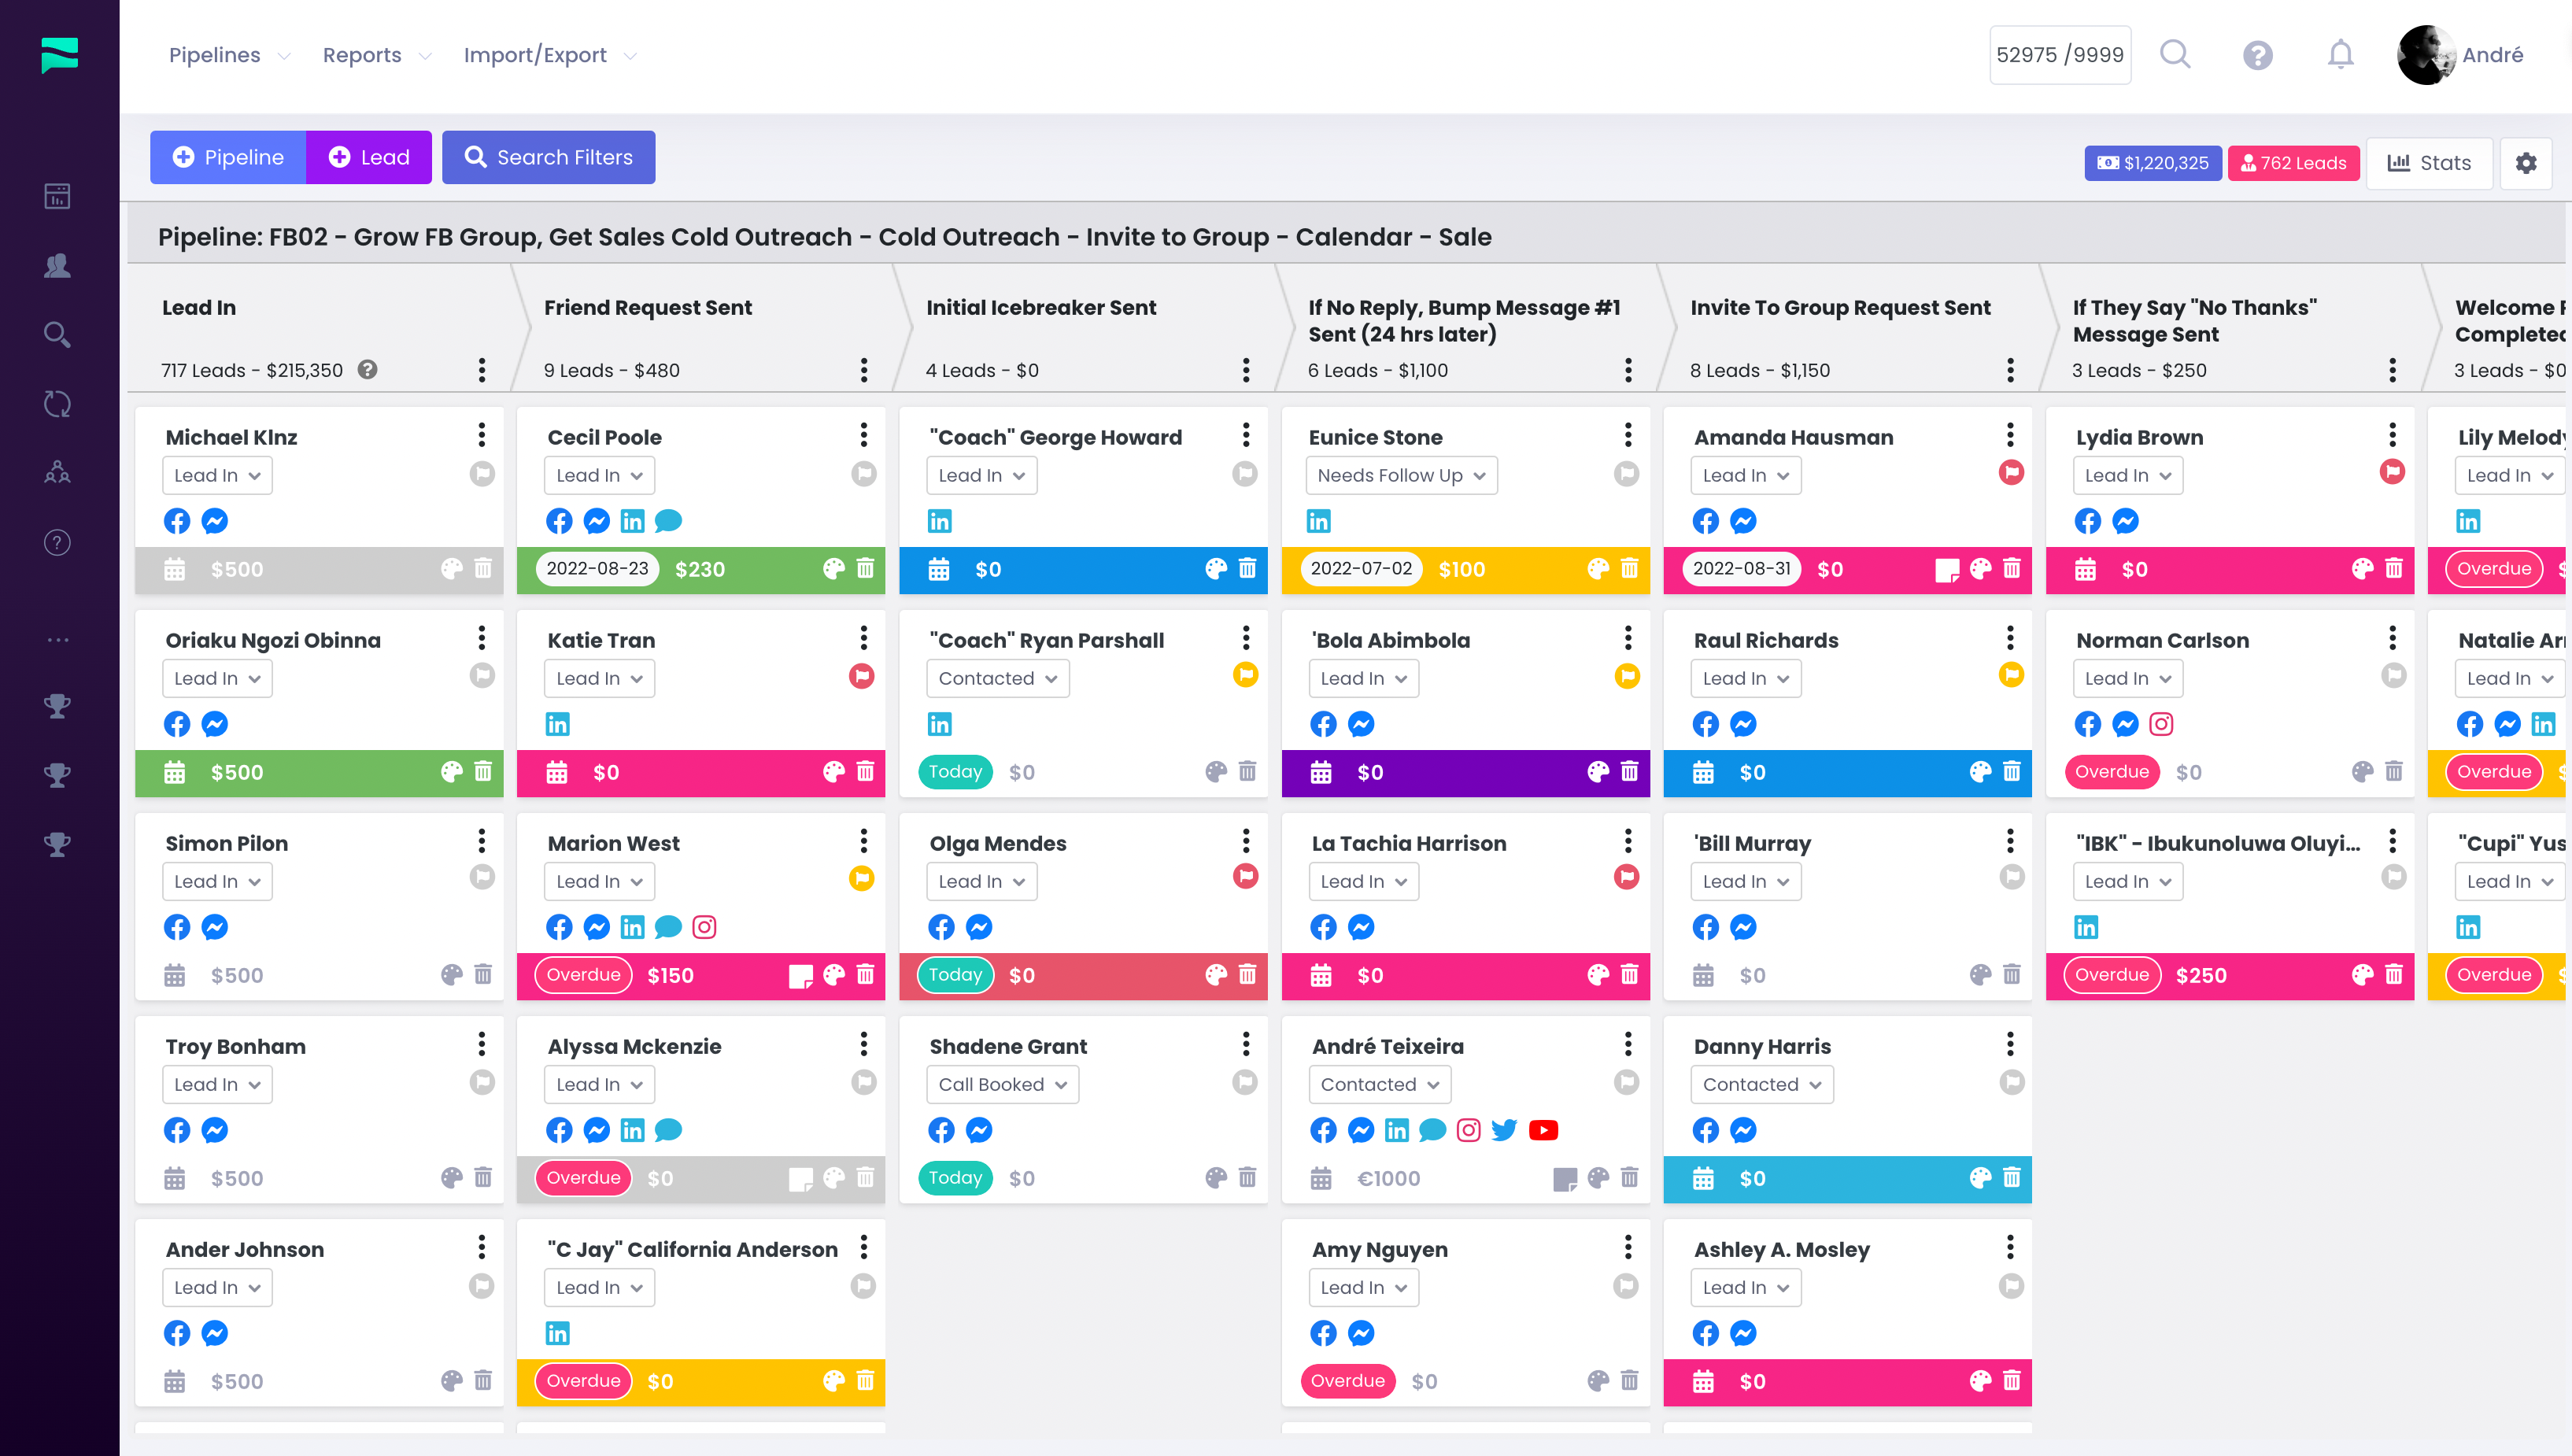 Pipelines
Reports
Import/Export
52975 /9999
André
Pipeline
Lead
Search Filters
$1,220,325
762 Leads
Stats
Pipeline: FB02 - Grow FB Group, Get Sales Cold Outreach - Cold Outreach - Invite to Group - Calendar - Sale
Lead In
717 Leads - $215,350
Michael Klnz
Lead In
$500
Oriaku Ngozi Obinna
Lead In
$500
Simon Pilon
Lead In
$500
Troy Bonham
Lead In
$500
Ander Johnson
Lead In
$500
Friend Request Sent
9 Leads - $480
Cecil Poole
Lead In
2022-08-23 $230
Katie Tran
Lead In
$0
Marion West
Lead In
Overdue $150
Alyssa Mckenzie
Lead In
Overdue $0
"C Jay" California Anderson
Lead In
Overdue $0
Initial Icebreaker Sent
4 Leads - $0
"Coach" George Howard
Lead In
$0
"Coach" Ryan Parshall
Contacted
Today $0
Olga Mendes
Lead In
Today $0
Shadene Grant
Call Booked
Today $0
If No Reply, Bump Message #1
Sent (24 hrs later)
6 Leads - $1,100
Eunice Stone
Needs Follow Up
2022-07-02 $100
'Bola Abimbola
Lead In
$0
La Tachia Harrison
Lead In
$0
André Teixeira
Contacted
€1000
Amy Nguyen
Lead In
Overdue $0
Invite To Group Request Sent
8 Leads - $1,150
Amanda Hausman
Lead In
2022-08-31 $0
Raul Richards
Lead In
$0
'Bill Murray
Lead In
$0
Danny Harris
Contacted
$0
Ashley A. Mosley
Lead In
$0
If They Say "No Thanks"
Message Sent
3 Leads - $250
Lydia Brown
Lead In
$0
Norman Carlson
Lead In
Overdue $0
"IBK" - Ibukunoluwa Oluyi...
Lead In
Overdue $250
Welcome
Completed
3 Leads - $0
Lily Melody
Lead In
Overdue
Natalie
Lead In
Overdue
"Cupi" Yus
Lead In
Overdue